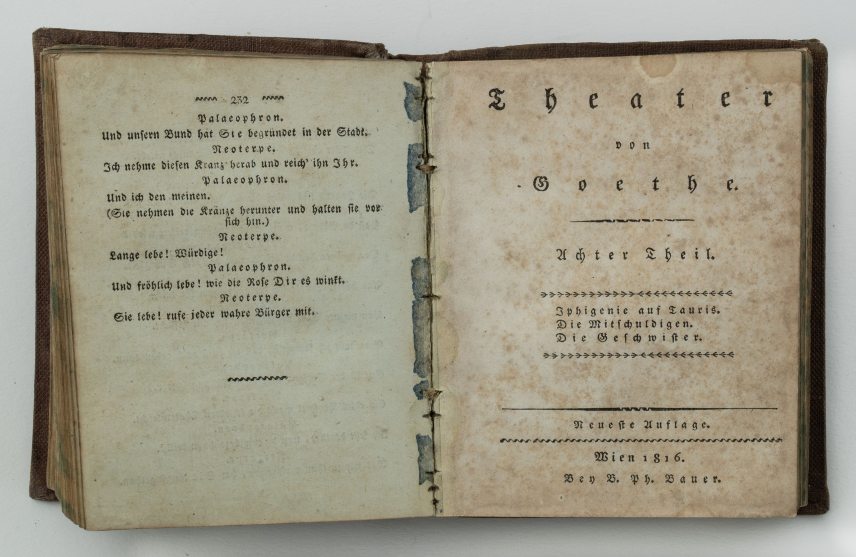 232
Palaeophron.
Und unsern Bund hat Sie begründet in der Stadt.
Neoterpe.
Ich nehme diesen Kranz herab und reich' ihn Ihr.
Palaeophron.
Und ich den meinen.
(Sie nehmen die Kränze herunter und halten sie vor
sich hin.)
Neoterpe.
Lange lebe! Würdige!
Palaeophron.
Und fröhlich lebe! wie die Rose Dir es winkt.
Neoterpe.
Sie lebe! rufe jeder wahre Bürger mit.
Theater
von
Goethe.
Achter Theil.
Iphigenie auf Tauris.
Die Mitschuldigen.
Die Geschwister.
Neueste Auflage.
Wien 1816.
Bey B. Ph. Bauer.